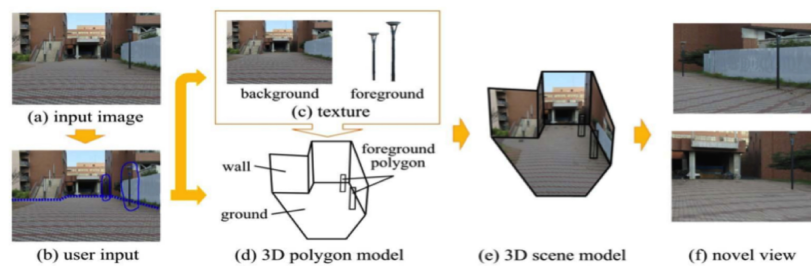 (a) input image
(b) user input
background
foreground
(c) texture
wall
ground
foreground
polygon
(d) 3D polygon model
(e) 3D scene model
(f) novel view